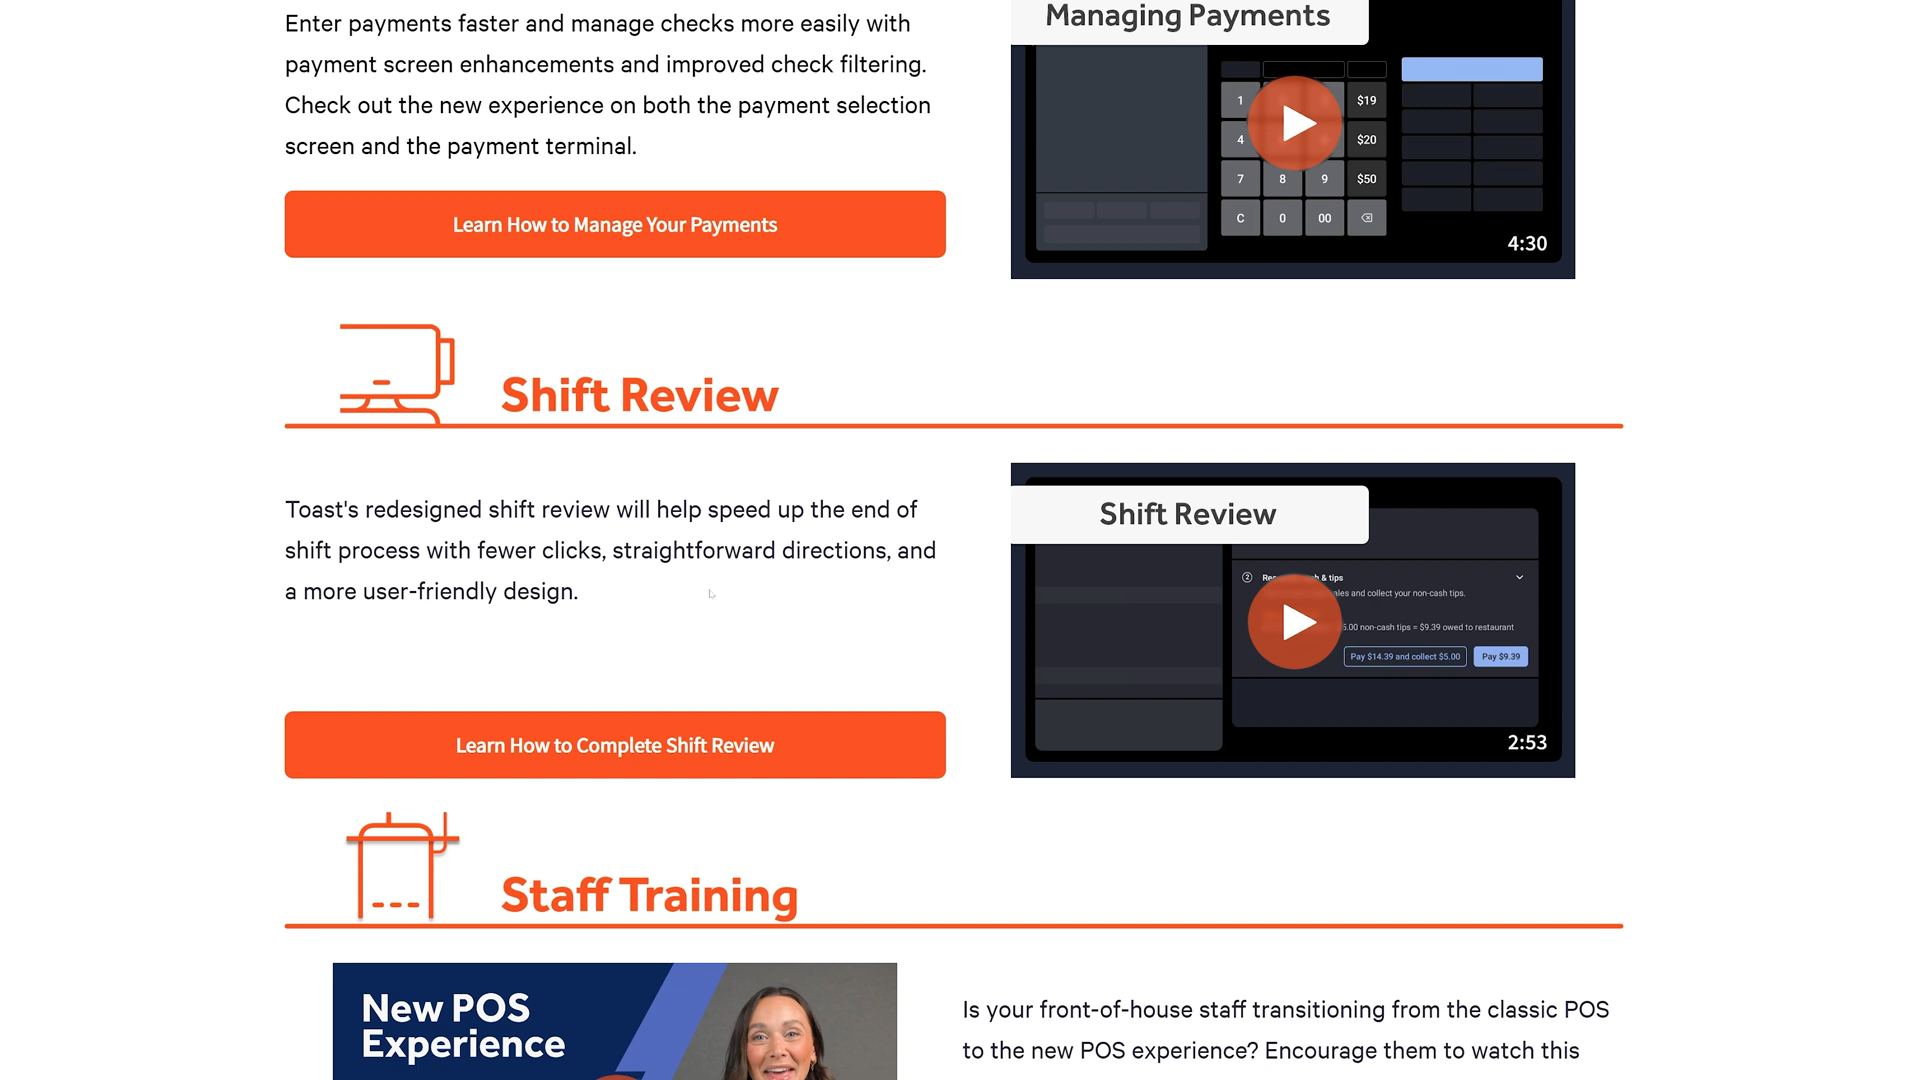 Enter payments faster and manage checks more easily with
payment screen enhancements and improved check filtering.
Check out the new experience on both the payment selection
screen and the payment terminal.
Learn How to Manage Your Payments
Managing Payments
1 $19
4 $20
7 8 9 $50
C 0 00
4:30
Shift Review
Toast's redesigned shift review will help speed up the end of
shift process with fewer clicks, straightforward directions, and
a more user-friendly design.
Learn How to Complete Shift Review
Shift Review
2 & tips
and collect your non-cash tips.
non-cash tips = $9.39 owed to restaurant
Pay $14.39 and collect $5.00 Pay $9.39
2:53
Staff Training
New POS
Experience
Is your front-of-house staff transitioning from the classic POS
to the new POS experience? Encourage them to watch this